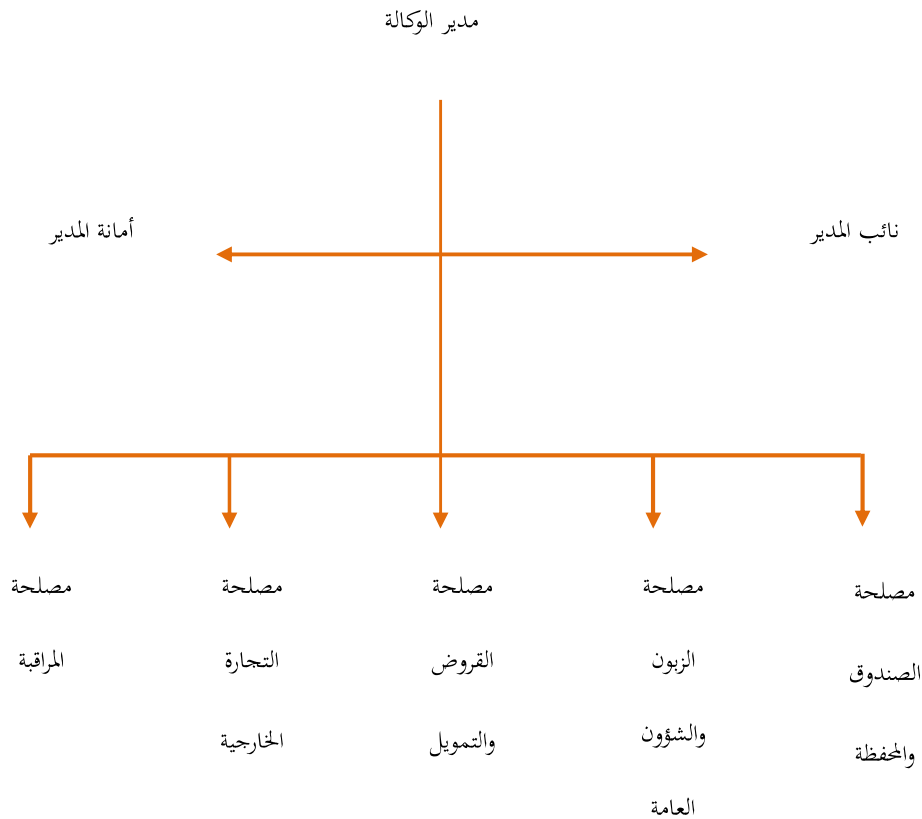 مدير الوكالة
نائب المدير
أمانة المدير
مصلحة
الصندوق
والمحفظة
مصلحة
الزبون
والشؤون
العامة
مصلحة
القروض
والتمويل
مصلحة
التجارة
الخارجية
مصلحة
المراقبة